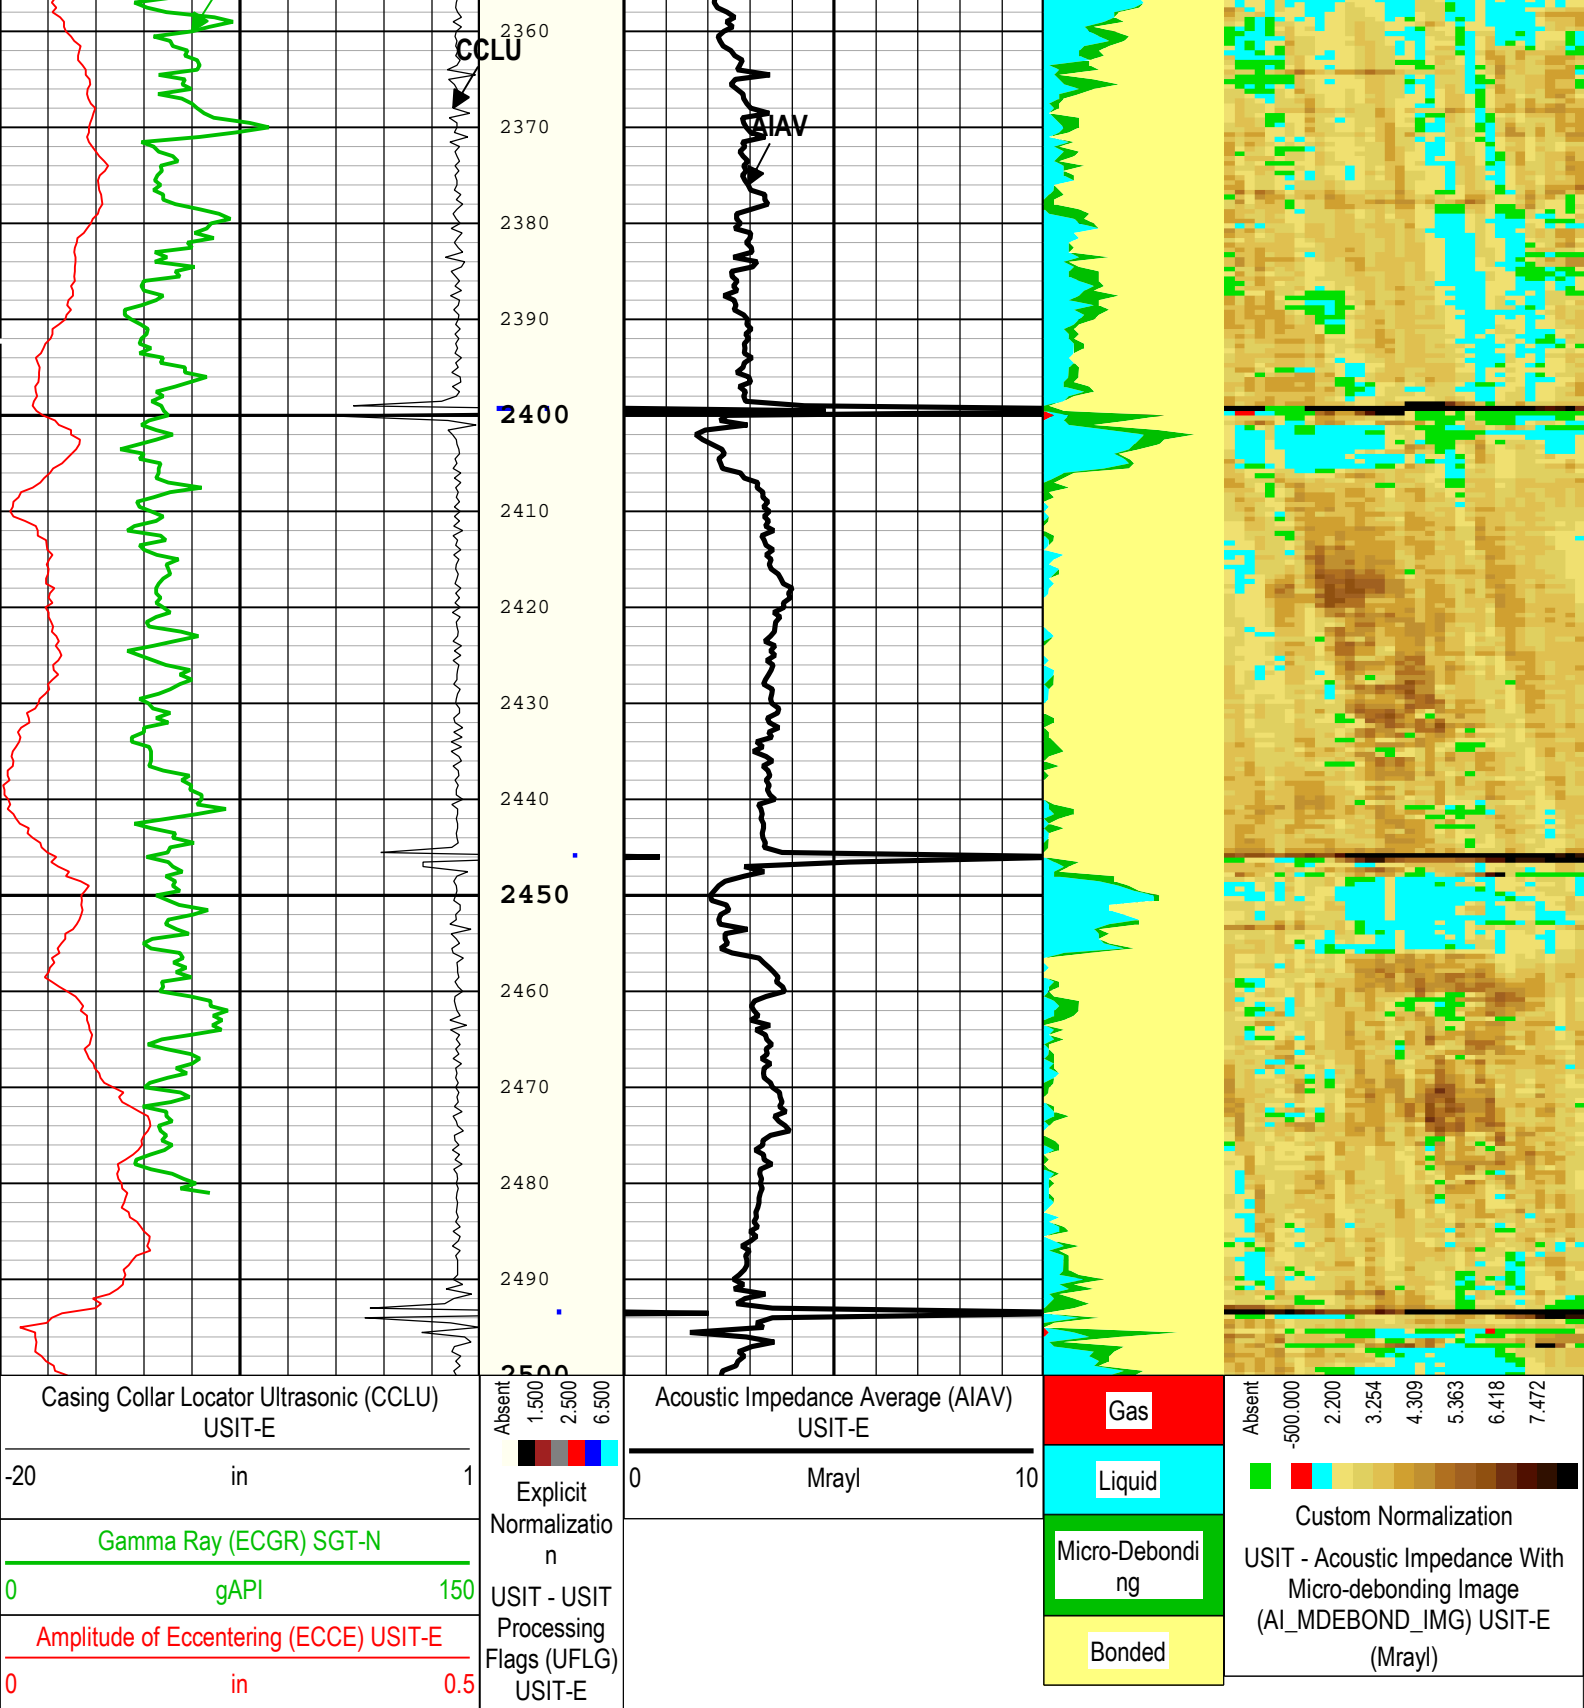 2360
CCLU
2370
AIAV
2380
2390
2400
2410
2420
2430
2440
2450
2460
2470
2480
2490
2500
Casing Collar Locator Ultrasonic (CCLU)
USIT-E
-20 in 1
Gamma Ray (ECGR) SGT-N
0 gAPI 150
Amplitude of Eccentering (ECCE) USIT-E
0 in 0.5
Absent
1.500
2.500
6.500
Explicit
Normalizatio
n
USIT - USIT
Processing
Flags (UFLG)
USIT-E
Acoustic Impedance Average (AIAV)
USIT-E
0 Mrayl 10
Gas
Liquid
Micro-Debondi
ng
Bonded
Absent
-500.000
2.200
3.254
4.309
5.363
6.418
7.472
Custom Normalization
USIT - Acoustic Impedance With
Micro-debonding Image
(AI_MDEBOND_IMG) USIT-E
(Mrayl)